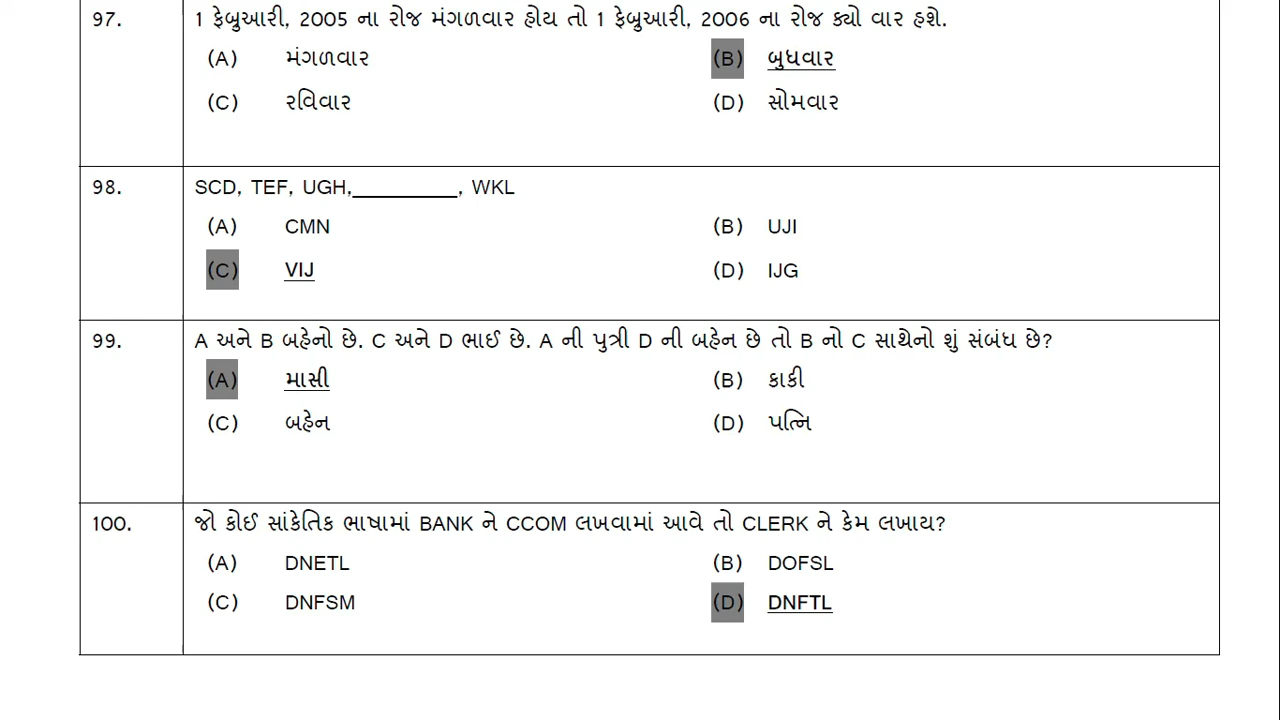 97. 1 ફેબ્રુઆરી, 2005 ના રોજ મંગળવાર હોય તો 1 ફેબ્રુઆરી, 2006 ના રોજ ક્યો વાર હશે.
(A) મંગળવાર (B) બુધવાર
(C) રવિવાર (D) સોમવાર
98. SCD, TEF, UGH,__________, WKL
(A) CMN (B) UJI
(C) VIJ (D) IJG
99. A અને B બહેનો છે. C અને D ભાઈ છે. A ની પુત્રી D ની બહેન છે તો B નો C સાથેનો શું સંબંધ છે?
(A) માસી (B) કાકી
(C) બહેન (D) પત્નિ
100. જો કોઈ સાંકેતિક ભાષામાં BANK ને CCOM લખવામાં આવે તો CLERK ને કેમ લખાય?
(A) DNETL (B) DOFSL
(C) DNFSM (D) DNFTL